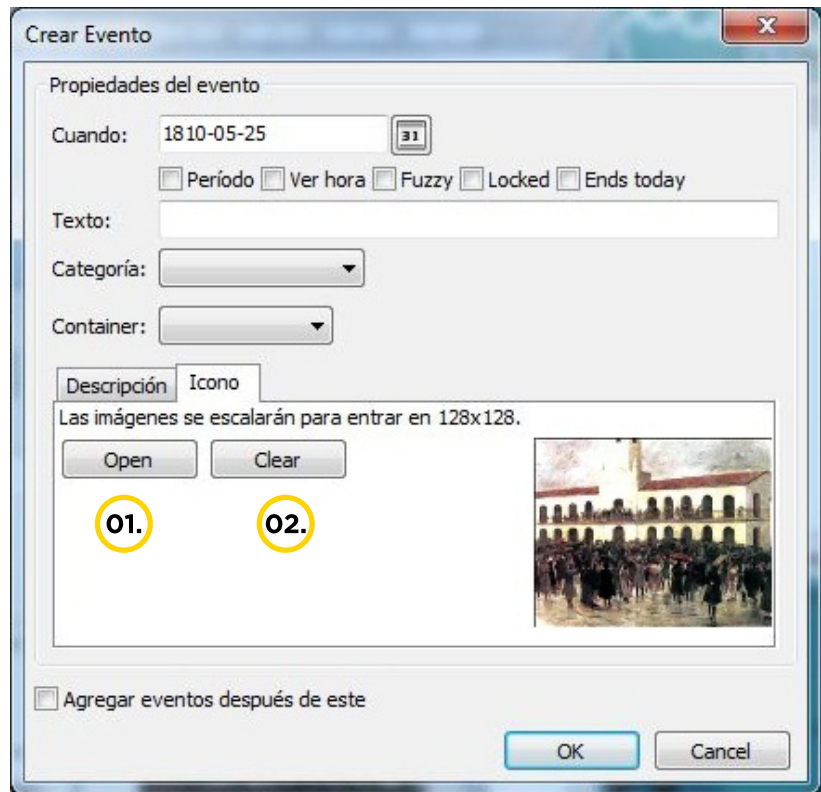 Crear Evento
X
Propiedades del evento
Cuando: 1810-05-25 31
Período Ver hora Fuzzy Locked Ends today
Texto:
Categoría:
Container:
Descripción Icono
Las imágenes se escalarán para entrar en 128x128.
Open Clear
01. 02.
Agregar eventos después de este
OK Cancel